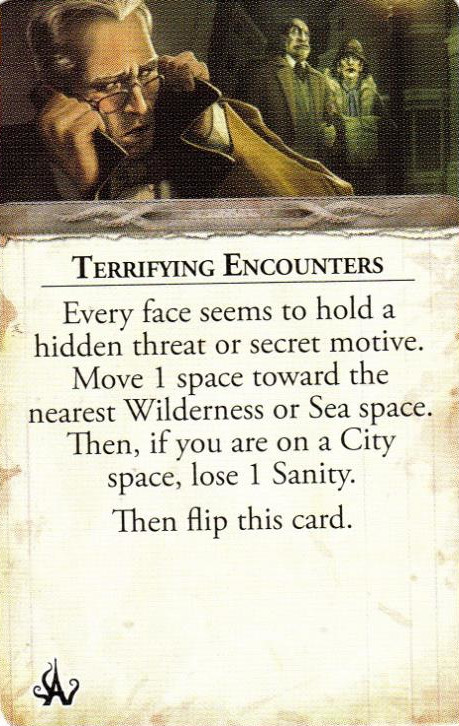 TERRIFYING ENCOUNTERS
Every face seems to hold a
hidden threat or secret motive.
Move 1 space toward the
nearest Wilderness or Sea space.
Then, if you are on a City
space, lose 1 Sanity.
Then flip this card.